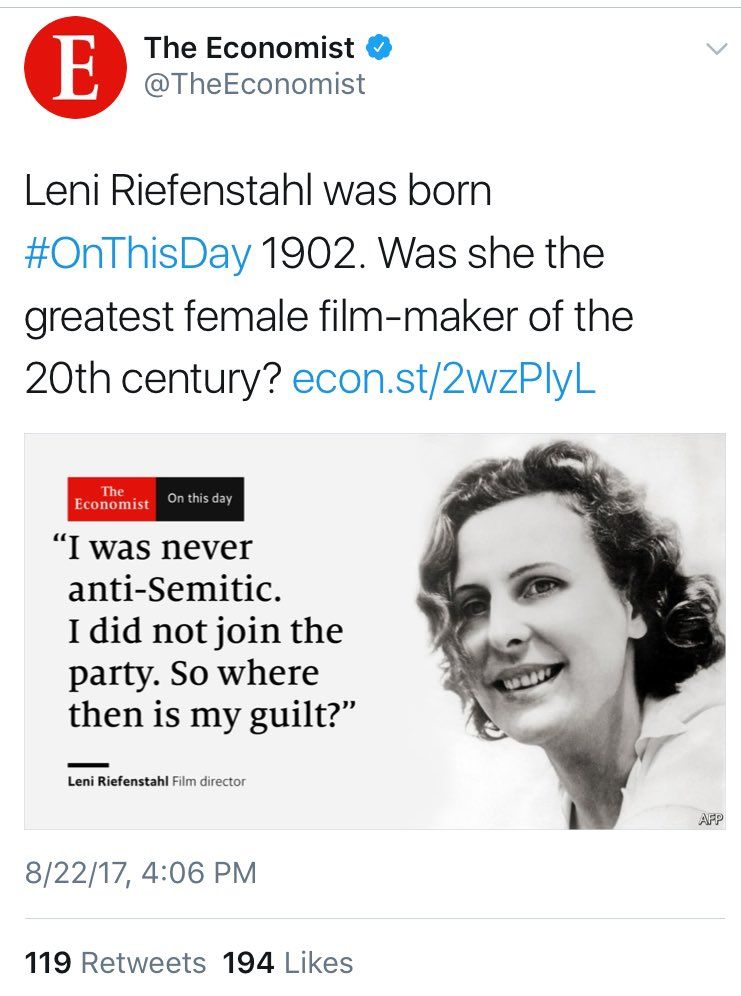 E
The Economist
@TheEconomist
Leni Riefenstahl was born
#OnThisDay 1902. Was she the
greatest female film-maker of the
20th century? econ.st/2wzPlyL
The
Economist
On this day
“I was never
anti-Semitic.
I did not join the
party. So where
then is my guilt?”
Leni Riefenstahl Film director
AFP
8/22/17, 4:06 PM
119 Retweets 194 Likes